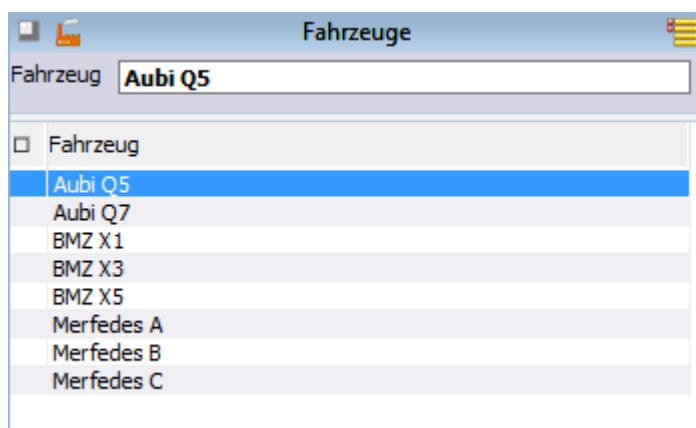 Fahrzeuge
Fahrzeug Aubi Q5
Fahrzeug
Aubi Q5
Aubi Q7
BMZ X1
BMZ X3
BMZ X5
Merfedes A
Merfedes B
Merfedes C